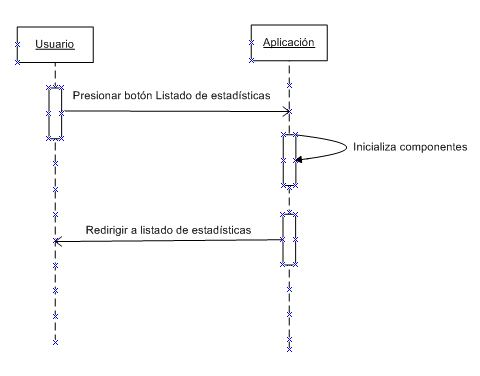 Usuario
Aplicación
Presionar botón Listado de estadísticas
Inicializa componentes
Redirigir a listado de estadísticas